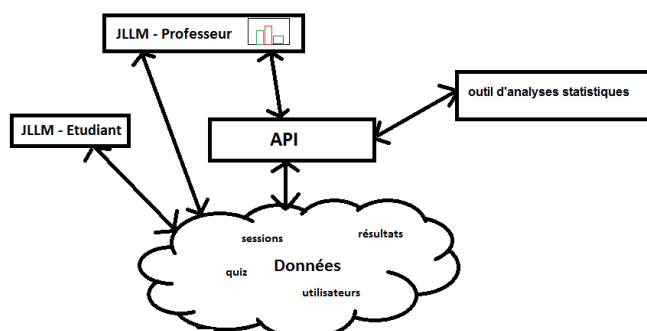 JLLM - Professeur
outil d'analyses statistiques
JLLM - Etudiant
API
sessions
résultats
quiz
Données
utilisateurs